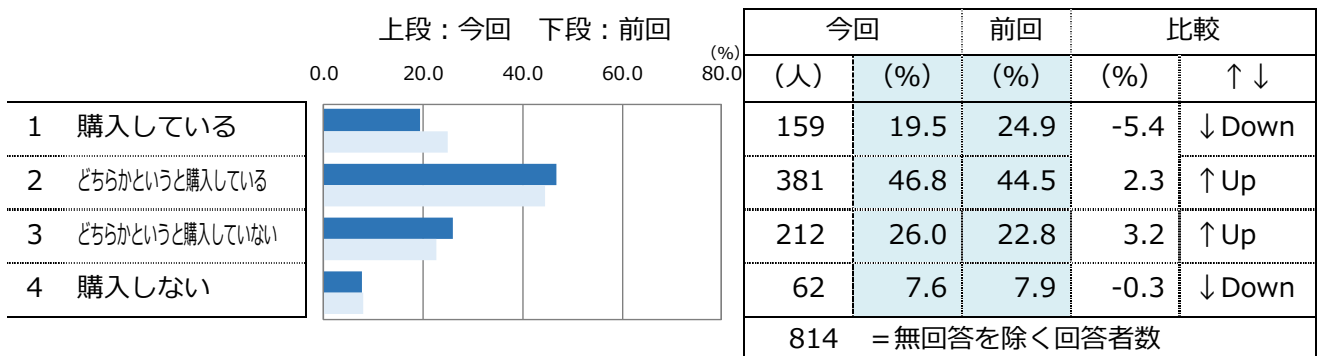 上段：今回　下段：前回
(%)
0.0 20.0 40.0 60.0 80.0
今回 前回 比較
（人） （%） （%） （%） ↑↓
1 購入している 159 19.5 24.9 -5.4 ↓Down
2 どちらかというと購入している 381 46.8 44.5 2.3 ↑Up
3 どちらかというと購入していない 212 26.0 22.8 3.2 ↑Up
4 購入しない 62 7.6 7.9 -0.3 ↓Down
814 ＝無回答を除く回答者数